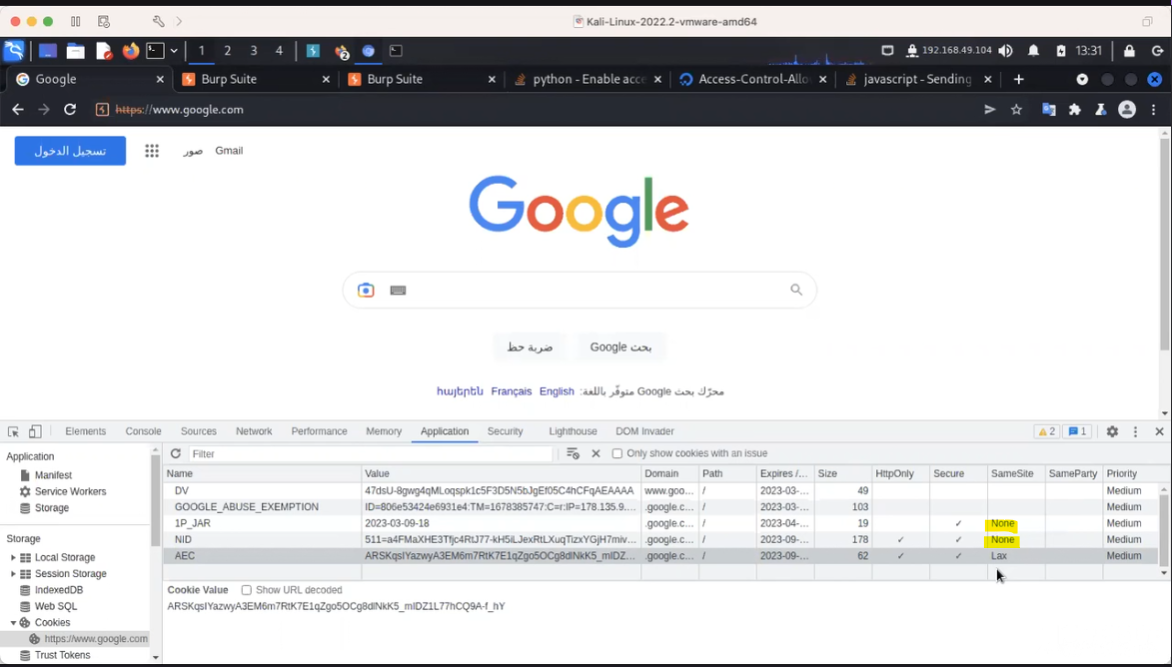 Kali-Linux-2022.2-vmware-amd64
1 2 3 4 2 192.168.49.104 13:31
Google Burp Suite Burp Suite python - Enable acce Access-Control-Allo javascript - Sending
https://www.google.com
تسجيل الدخول صور Gmail
Google
ضربة حظ بحث Google
محرّك بحث Google متوفّر باللغة: English Français հայերեն
Elements Console Sources Network Performance Memory Application Security Lighthouse DOM Invader 2 1
Application
Manifest
Service Workers
Storage
Storage
Local Storage
Session Storage
IndexedDB
Web SQL
Cookies
https://www.google.com
Trust Tokens
Filter Only show cookies with an issue
Name Value Domain Path Expires /... Size HttpOnly Secure SameSite SameParty Priority
DV 47dsU-8gwg4qMLoqspk1c5F3D5N5bJgEf05C4hCFqAEAAAA www.goo... / 2023-03-... 49 Medium
GOOGLE_ABUSE_EXEMPTION ID=806e53424e6931e4:TM=1678385747:C=r:IP=178.135.9.... .google.c... / 2023-03-... 103 Medium
1P_JAR 2023-03-09-18 .google.c... / 2023-04-... 19 ✓ None Medium
NID .google.c... / 2023-09-... 178 ✓ ✓ None Medium
AEC .google.c... / 2023-09-... 62 ✓ ✓ Lax Medium
Cookie Value Show URL decoded